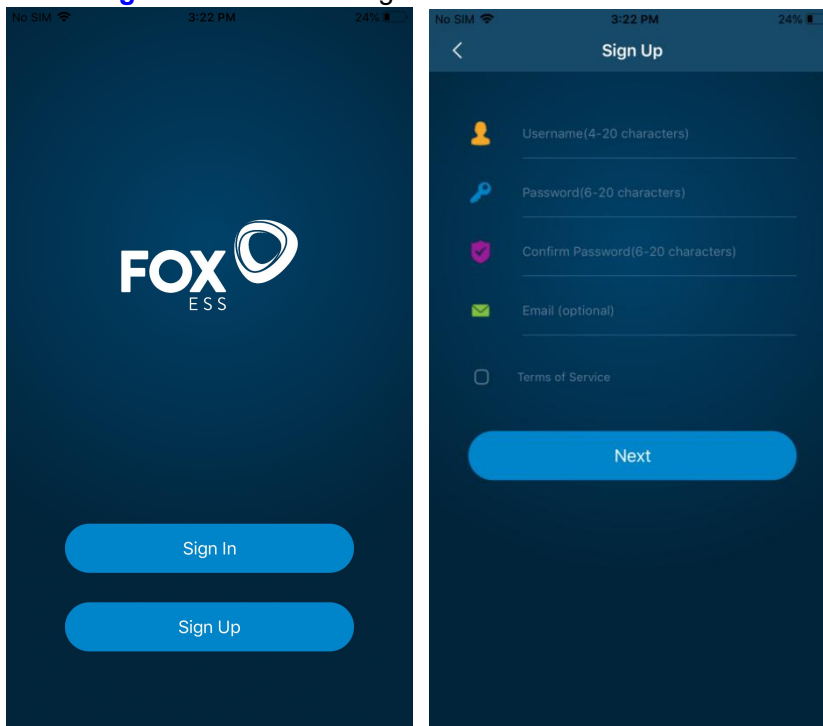 No SIM 3:22 PM 24%
FOX
ESS
Sign In
Sign Up
No SIM 3:22 PM 24%
Sign Up
Username(4-20 characters)
Password(6-20 characters)
Confirm Password(6-20 characters)
Email (optional)
Terms of Service
Next